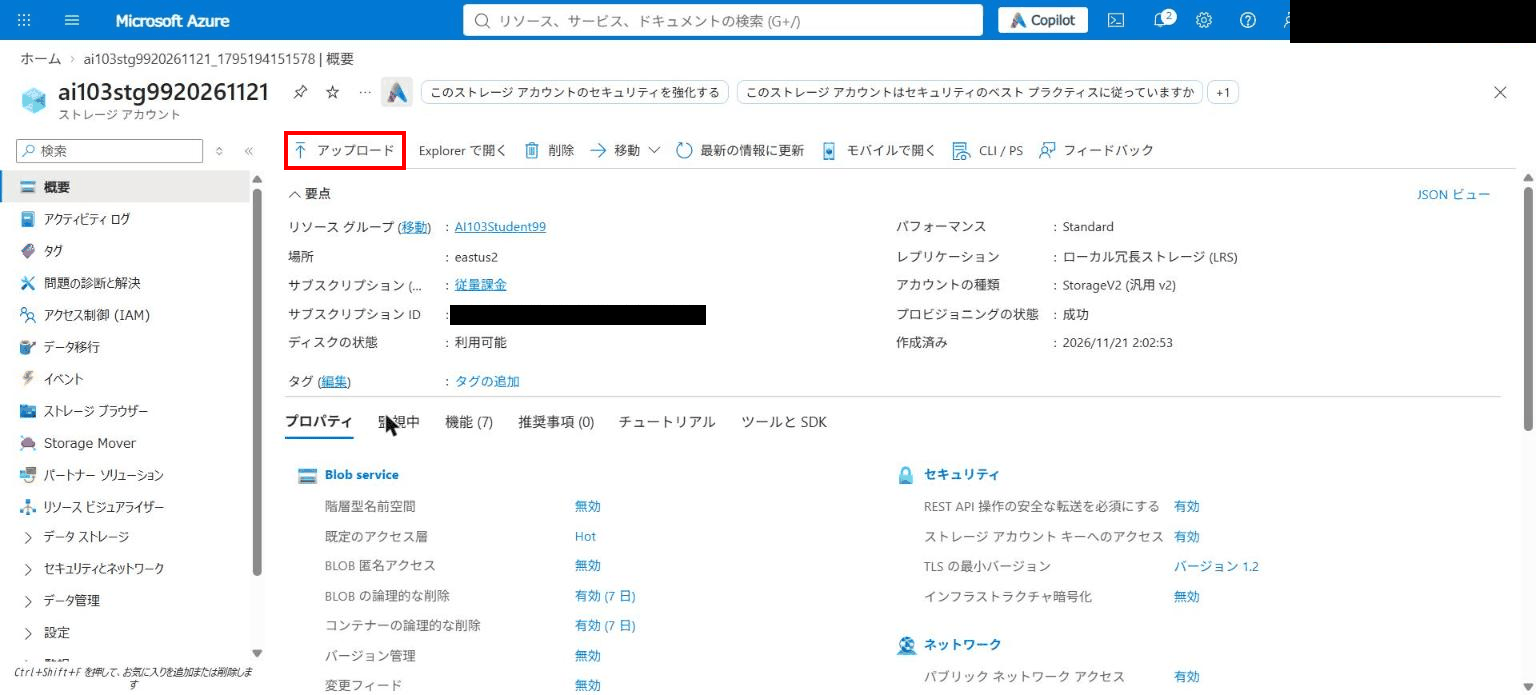 Microsoft Azure
リソース、サービス、ドキュメントの検索 (G+/)
Copilot
2
ホーム > ai103stg9920261121_1795194151578 | 概要
ai103stg9920261121
ストレージ アカウント
このストレージ アカウントのセキュリティを強化する
このストレージ アカウントはセキュリティのベスト プラクティスに従っていますか
+1
検索
アップロード
Explorer で開く
削除
移動
最新の情報に更新
モバイルで開く
CLI / PS
フィードバック
概要
アクティビティ ログ
タグ
問題の診断と解決
アクセス制御 (IAM)
データ移行
イベント
ストレージ ブラウザー
Storage Mover
パートナー ソリューション
リソース ビジュアライザー
データ ストレージ
セキュリティとネットワーク
データ管理
設定
Ctrl+Shift+F を押して、お気に入りを追加または削除しま
す
要点
JSON ビュー
リソース グループ (移動) : AI103Student99
場所 : eastus2
サブスクリプション (... : 従量課金
サブスクリプション ID :
ディスクの状態 : 利用可能
タグ (編集) : タグの追加
パフォーマンス : Standard
レプリケーション : ローカル冗長ストレージ (LRS)
アカウントの種類 : StorageV2 (汎用 v2)
プロビジョニングの状態 : 成功
作成済み : 2026/11/21 2:02:53
プロパティ
監視中
機能 (7)
推奨事項 (0)
チュートリアル
ツールと SDK
Blob service
階層型名前空間 無効
既定のアクセス層 Hot
BLOB 匿名アクセス 無効
BLOB の論理的な削除 有効 (7 日)
コンテナーの論理的な削除 有効 (7 日)
バージョン管理 無効
変更フィード 無効
セキュリティ
REST API 操作の安全な転送を必須にする 有効
ストレージ アカウント キーへのアクセス 有効
TLS の最小バージョン バージョン 1.2
インフラストラクチャ暗号化 無効
ネットワーク
パブリック ネットワーク アクセス 有効